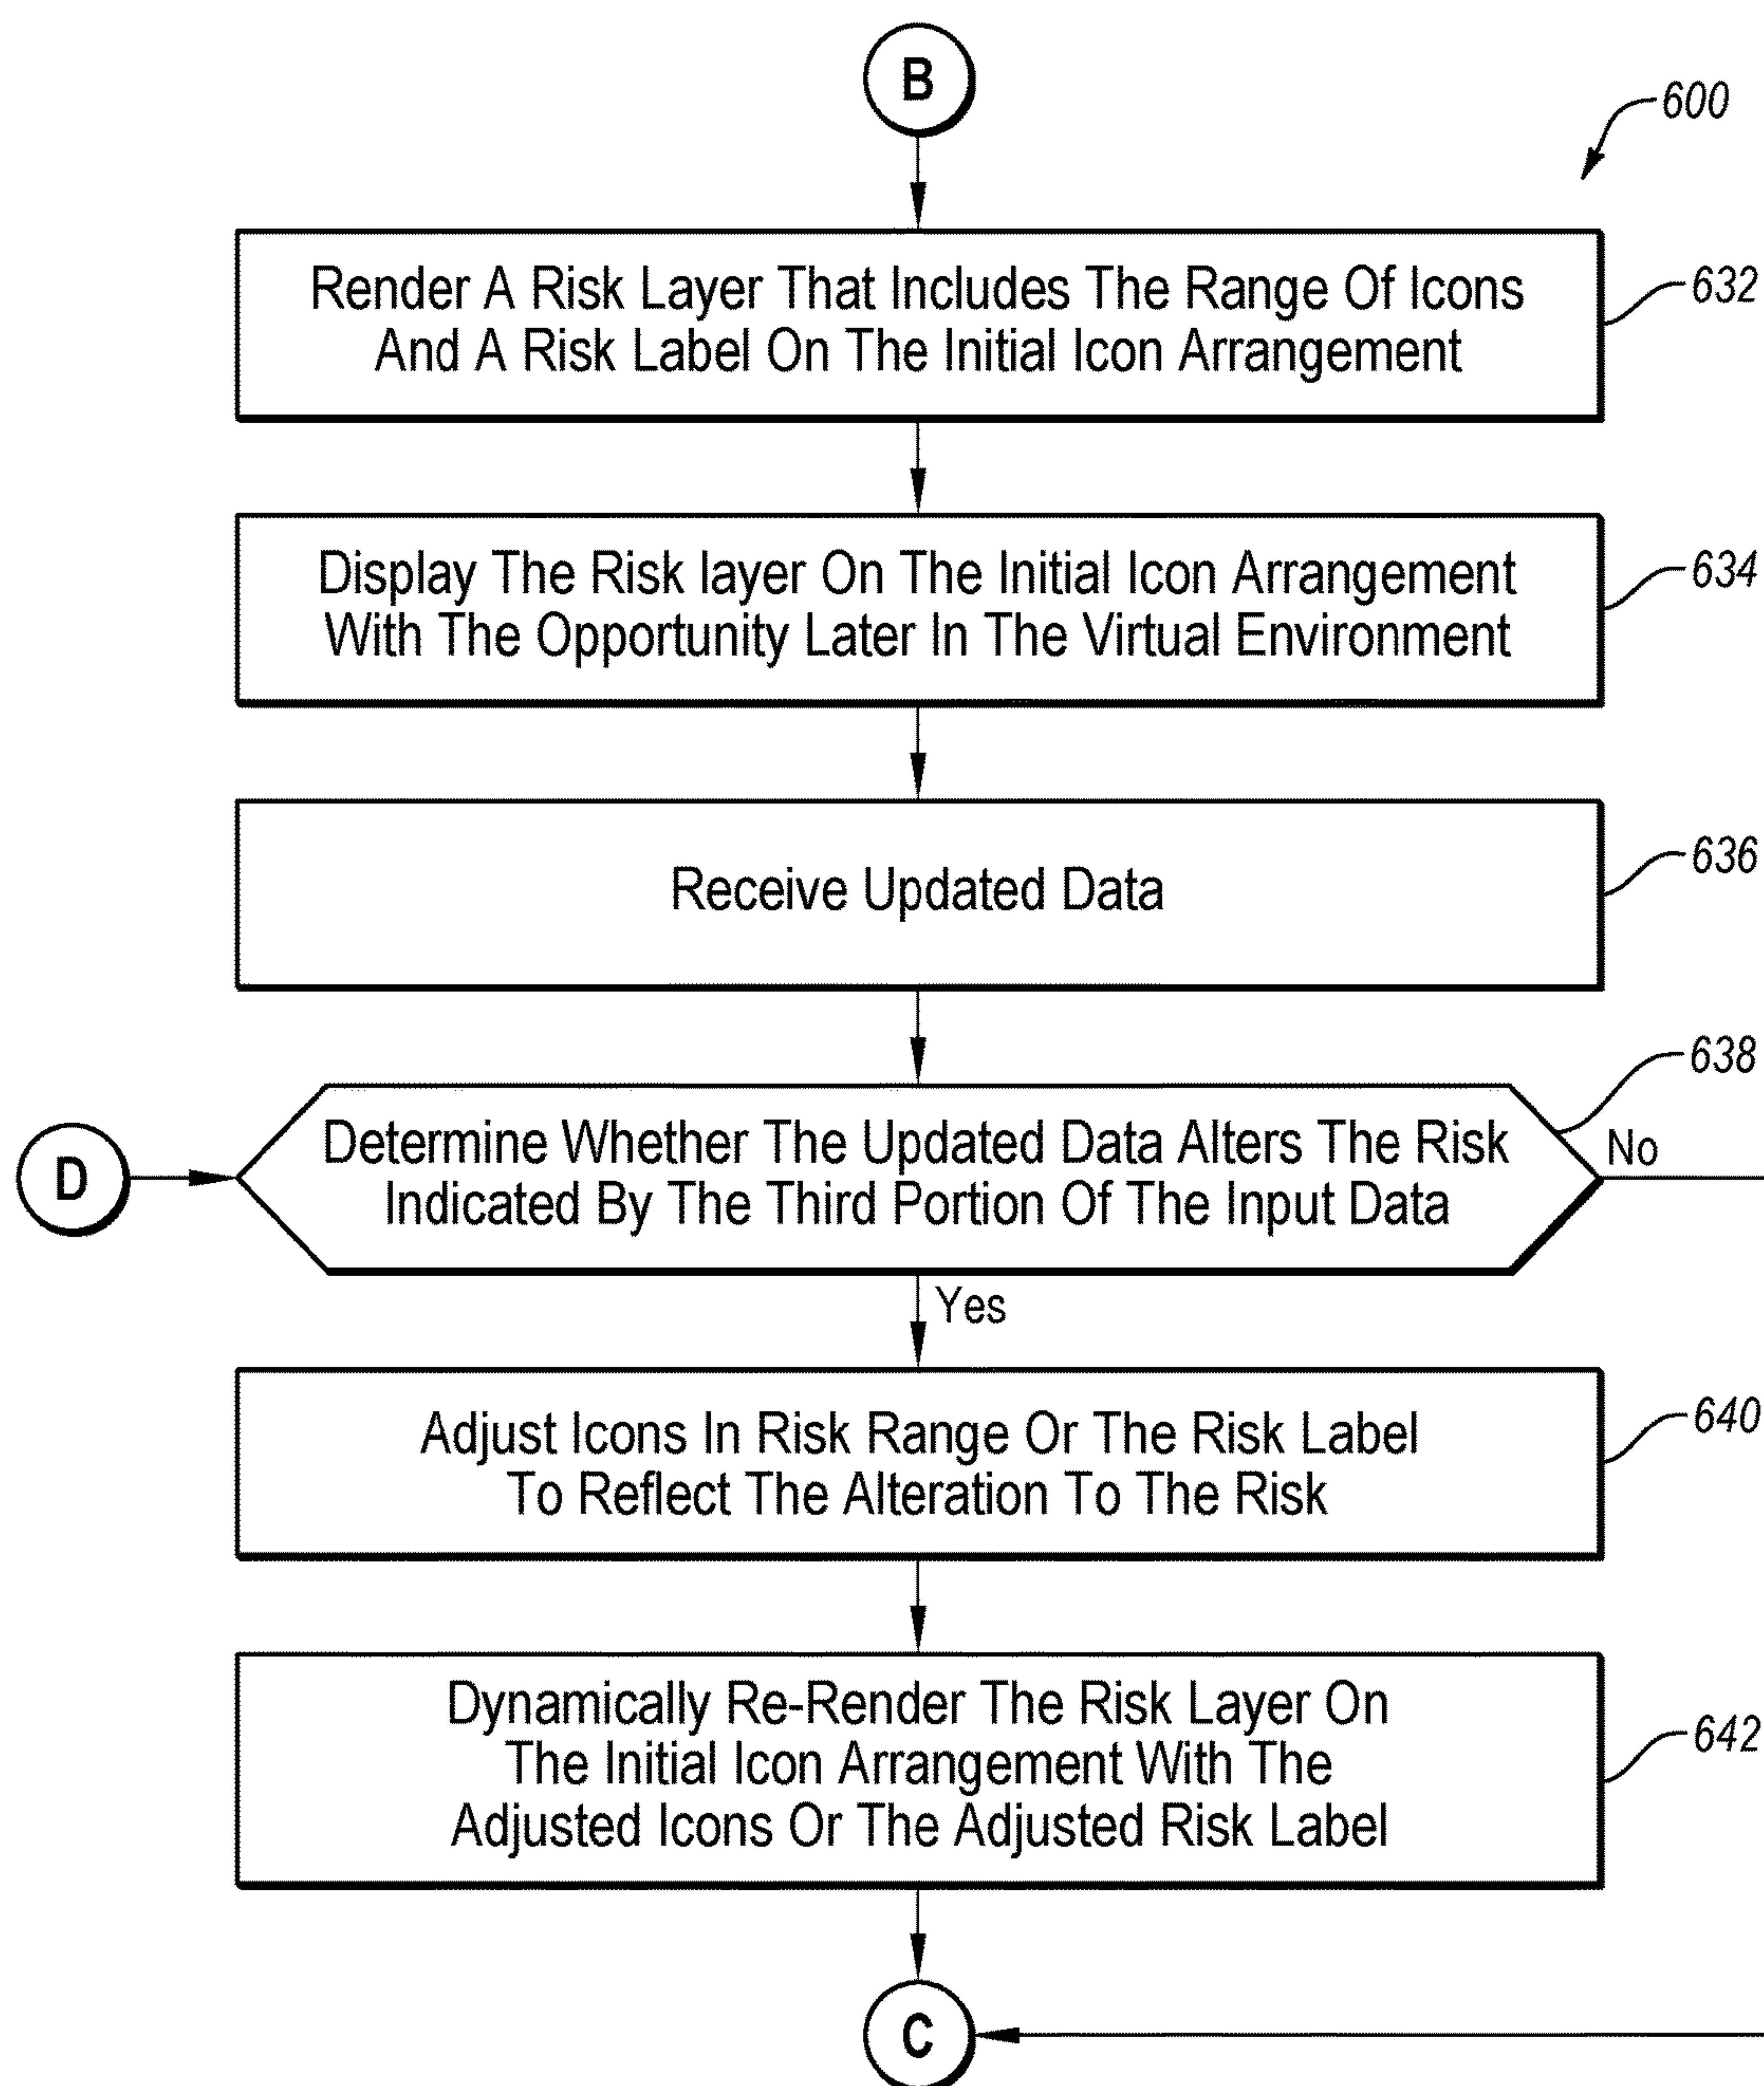 B
600
Render A Risk Layer That Includes The Range Of Icons
And A Risk Label On The Initial Icon Arrangement
632
Display The Risk layer On The Initial Icon Arrangement
With The Opportunity Later In The Virtual Environment
634
Receive Updated Data
636
638
D
Determine Whether The Updated Data Alters The Risk
Indicated By The Third Portion Of The Input Data
No
Yes
Adjust Icons In Risk Range Or The Risk Label
To Reflect The Alteration To The Risk
640
Dynamically Re-Render The Risk Layer On
The Initial Icon Arrangement With The
Adjusted Icons Or The Adjusted Risk Label
642
C